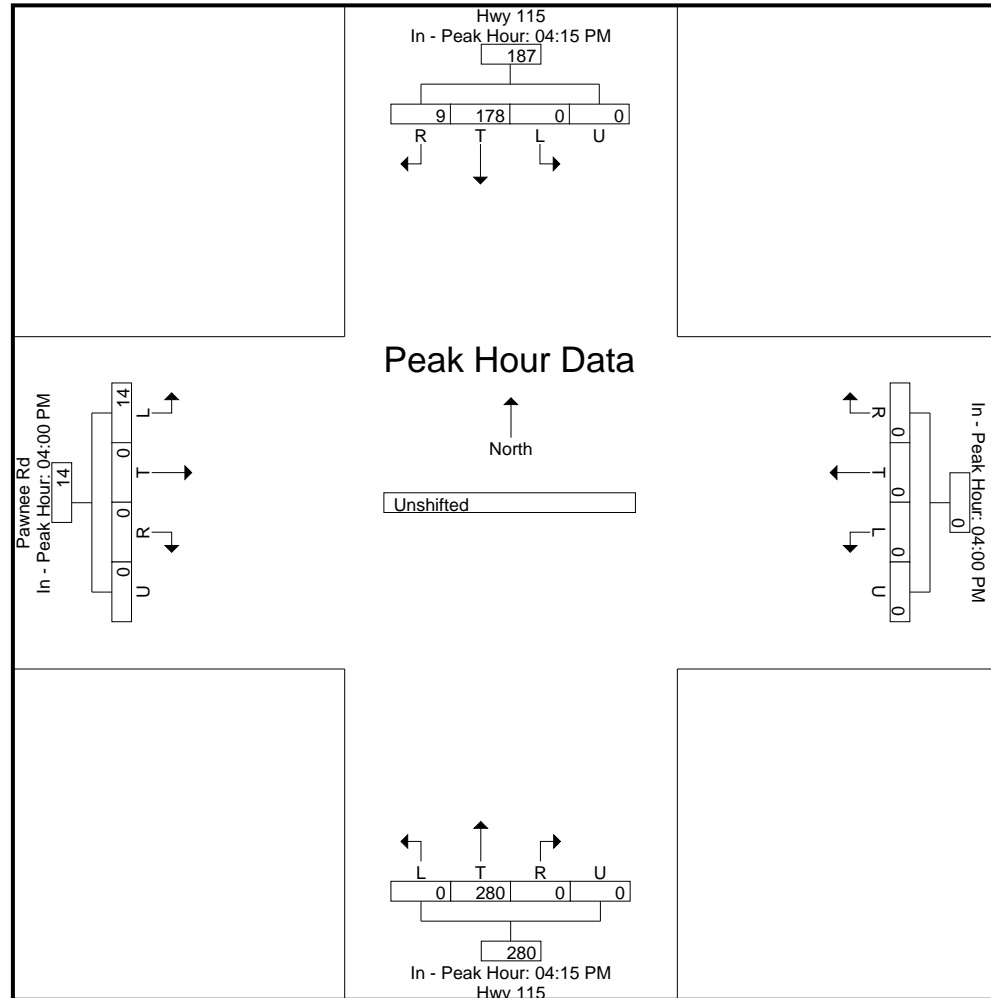 Hwy 115
In - Peak Hour: 04:15 PM
187
9 178 0 0
R T L U
Peak Hour Data
North
Unshifted
Pawnee Rd
In - Peak Hour: 04:00 PM
14
14 0 0 0
L T R U
In - Peak Hour: 04:00 PM
0
0 0 0 0
R T L U
L T R U
0 280 0 0
280
In - Peak Hour: 04:15 PM
Hwy 115